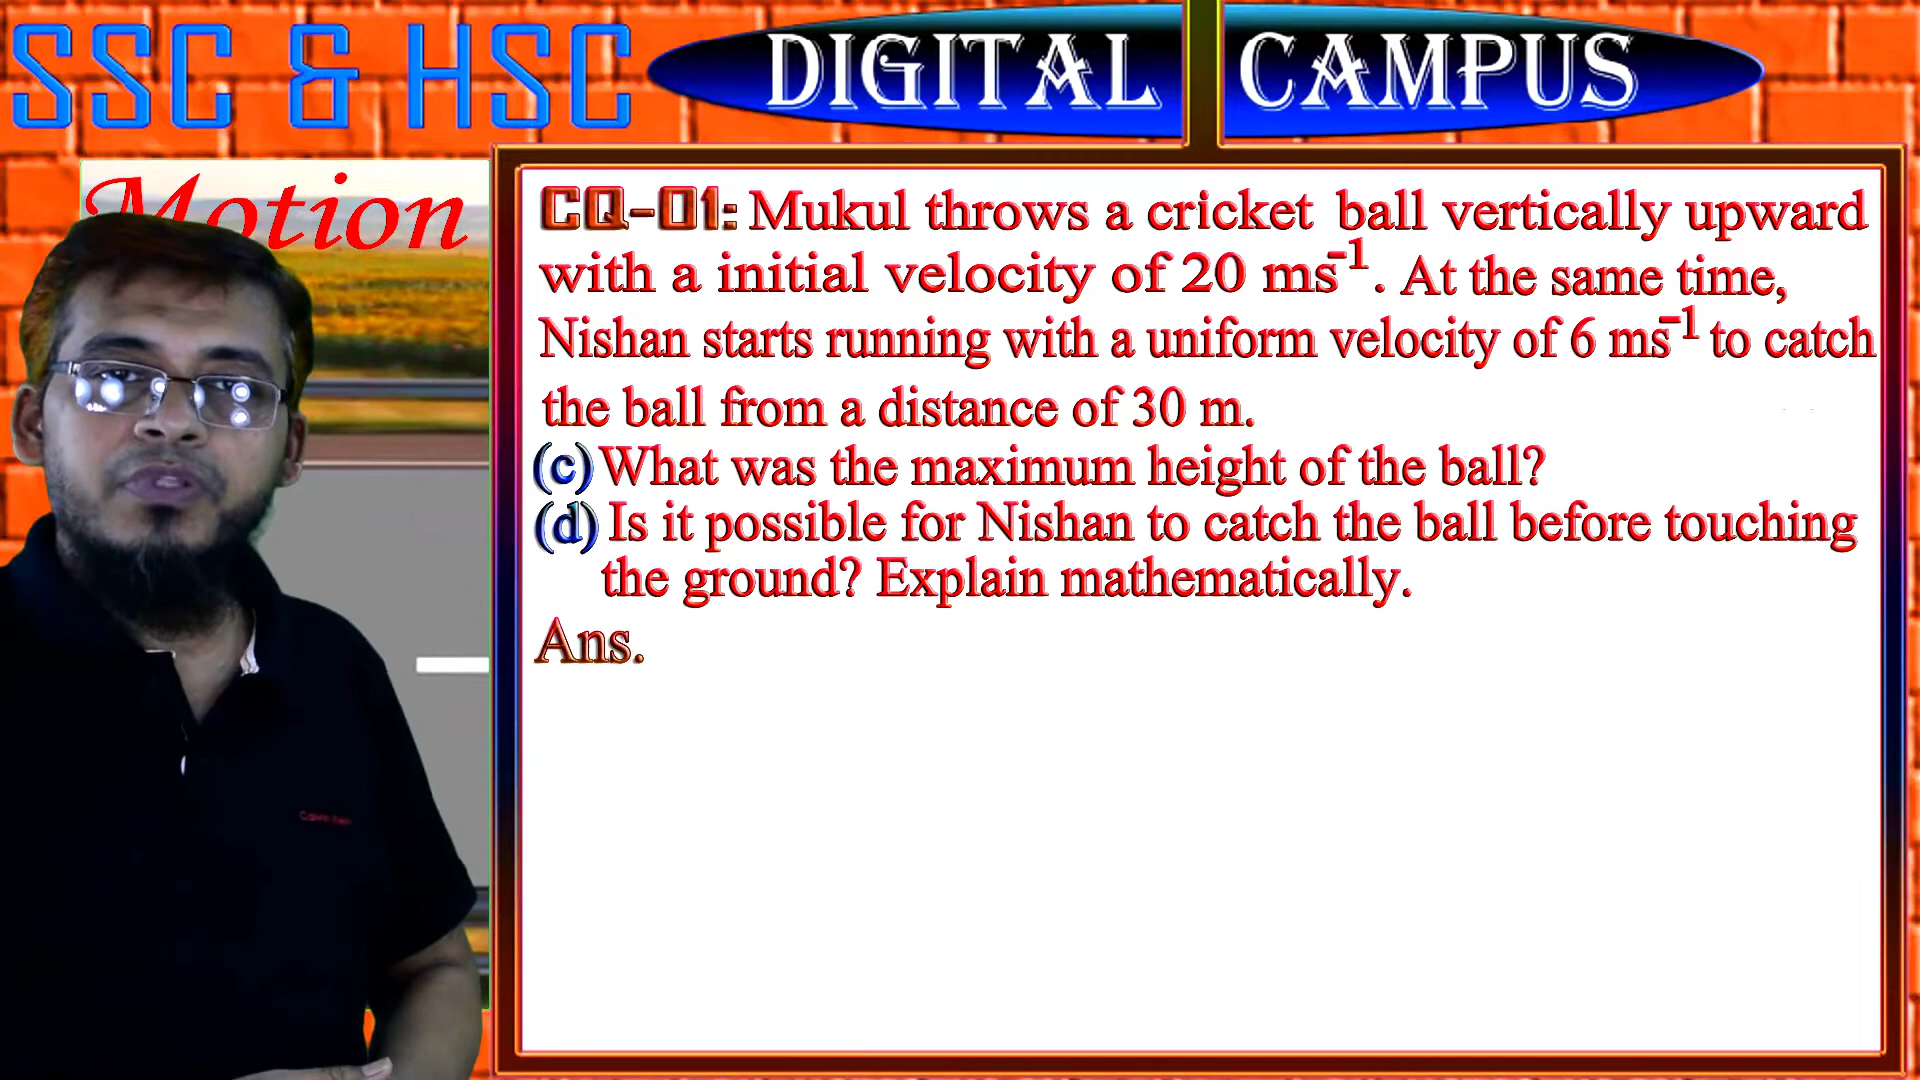 SSC & HSC DIGITAL CAMPUS
Motion
CQ-01: Mukul throws a cricket ball vertically upward
with a initial velocity of 20 ms⁻¹. At the same time,
Nishan starts running with a uniform velocity of 6 ms⁻¹ to catch
the ball from a distance of 30 m.
(c) What was the maximum height of the ball?
(d) Is it possible for Nishan to catch the ball before touching
the ground? Explain mathematically.
Ans.
Calvin Klein